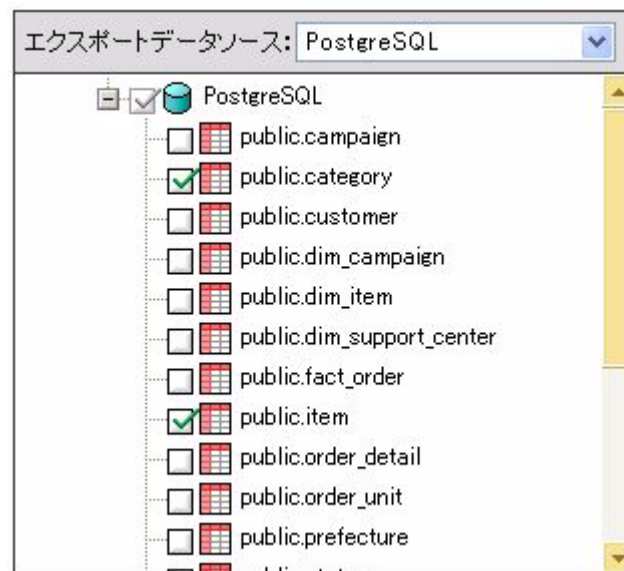 エクスポートデータソース: PostgreSQL
PostgreSQL
public.campaign
public.category
public.customer
public.dim_campaign
public.dim_item
public.dim_support_center
public.fact_order
public.item
public.order_detail
public.order_unit
public.prefecture